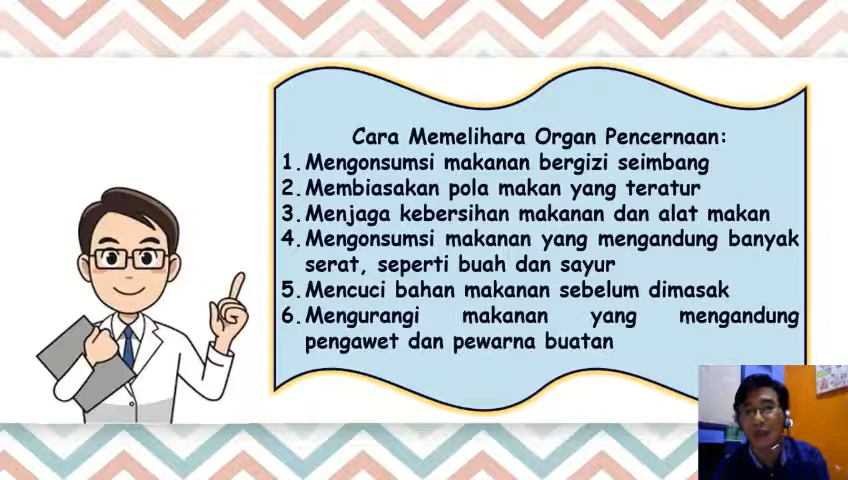 Cara Memelihara Organ Pencernaan:
1. Mengonsumsi makanan bergizi seimbang
2. Membiasakan pola makan yang teratur
3. Menjaga kebersihan makanan dan alat makan
4. Mengonsumsi makanan yang mengandung banyak
serat, seperti buah dan sayur
5. Mencuci bahan makanan sebelum dimasak
6. Mengurangi makanan yang mengandung
pengawet dan pewarna buatan